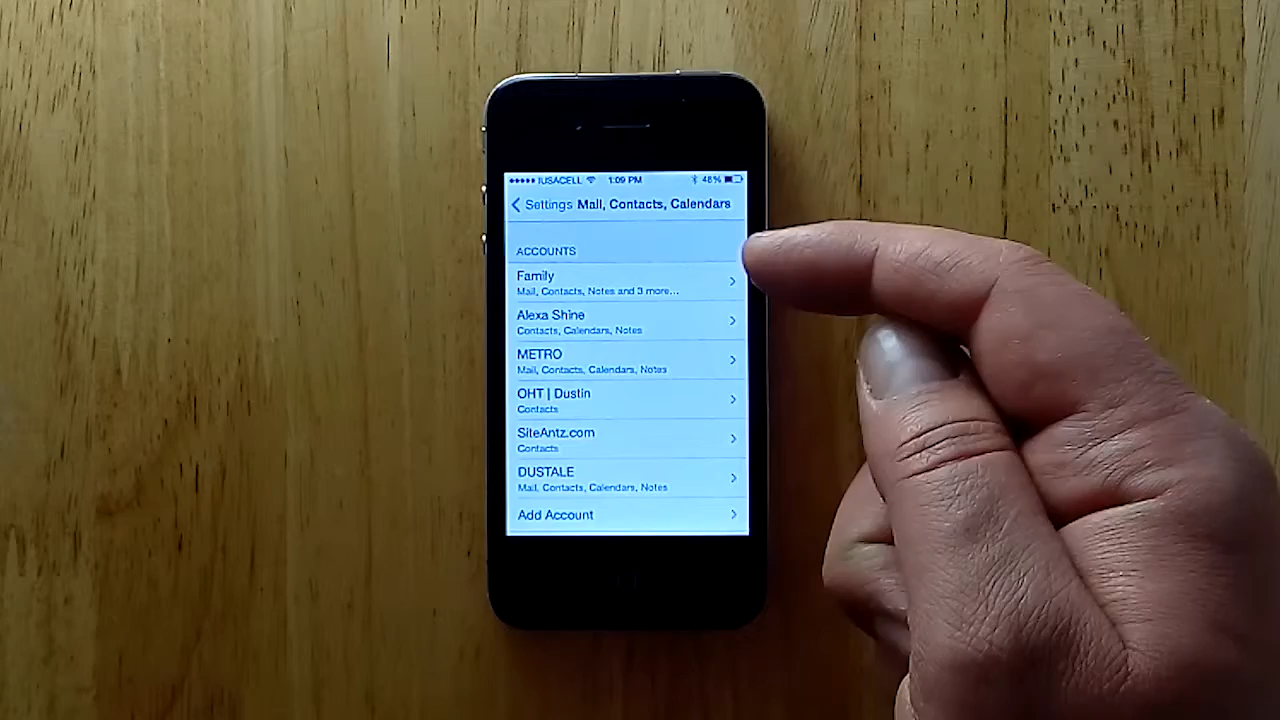 IUSACELL 1:09 PM 48%
Settings Mail, Contacts, Calendars
ACCOUNTS
Family
Mail, Contacts, Notes and 3 more...
Alexa Shine
Contacts, Calendars, Notes
METRO
Mail, Contacts, Calendars, Notes
OHT | Dustin
Contacts
SiteAntz.com
Contacts
DUSTALE
Mail, Contacts, Calendars, Notes
Add Account